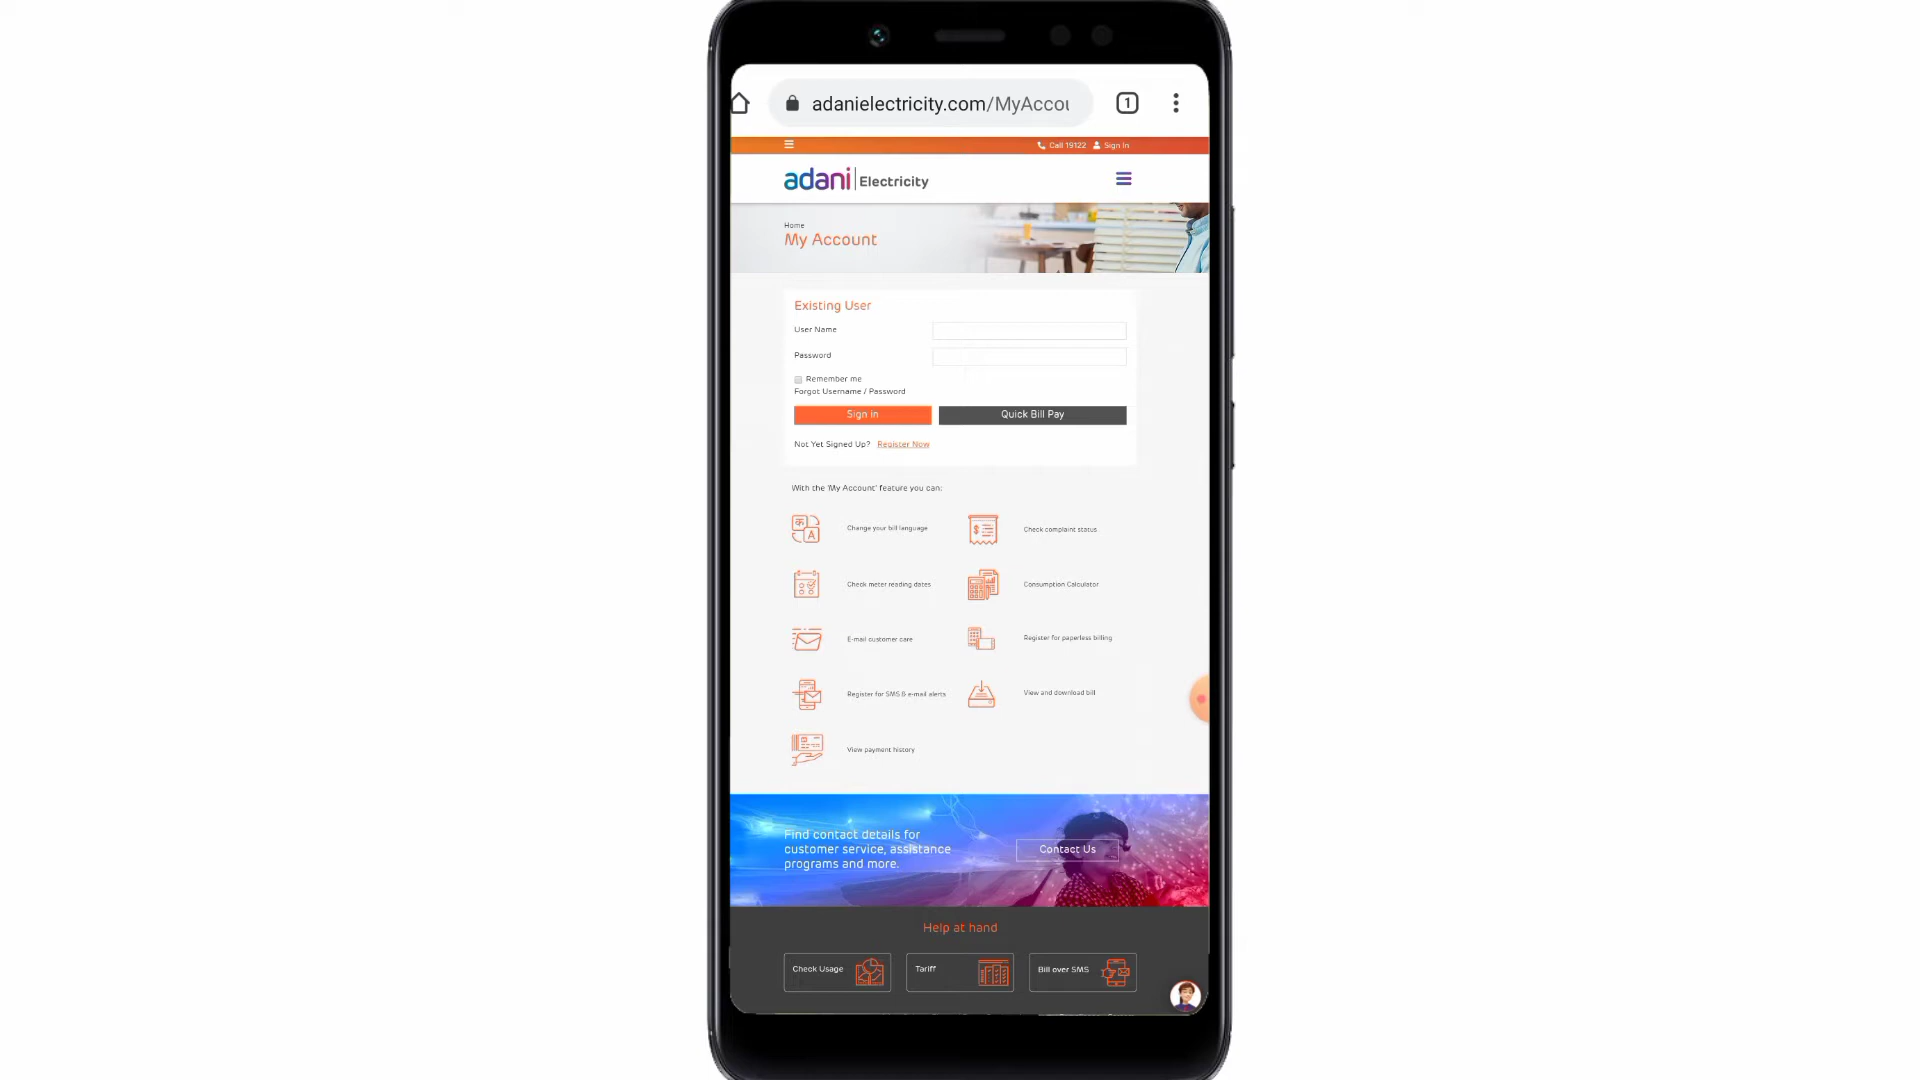 adanielectricity.com/MyAccou
1
Call 19122
Sign In
adani Electricity
Home
My Account
Existing User
User Name
Password
Remember me
Forgot Username / Password
Sign in
Quick Bill Pay
Not Yet Signed Up? Register Now
With the 'My Account' feature you can:
Change your bill language
Check complaint status
Check meter reading dates
Consumption Calculator
E-mail customer care
Register for paperless billing
Register for SMS & e-mail alerts
View and download bill
View payment history
Find contact details for
customer service, assistance
programs and more.
Contact Us
Help at hand
Check Usage
Tariff
Bill over SMS